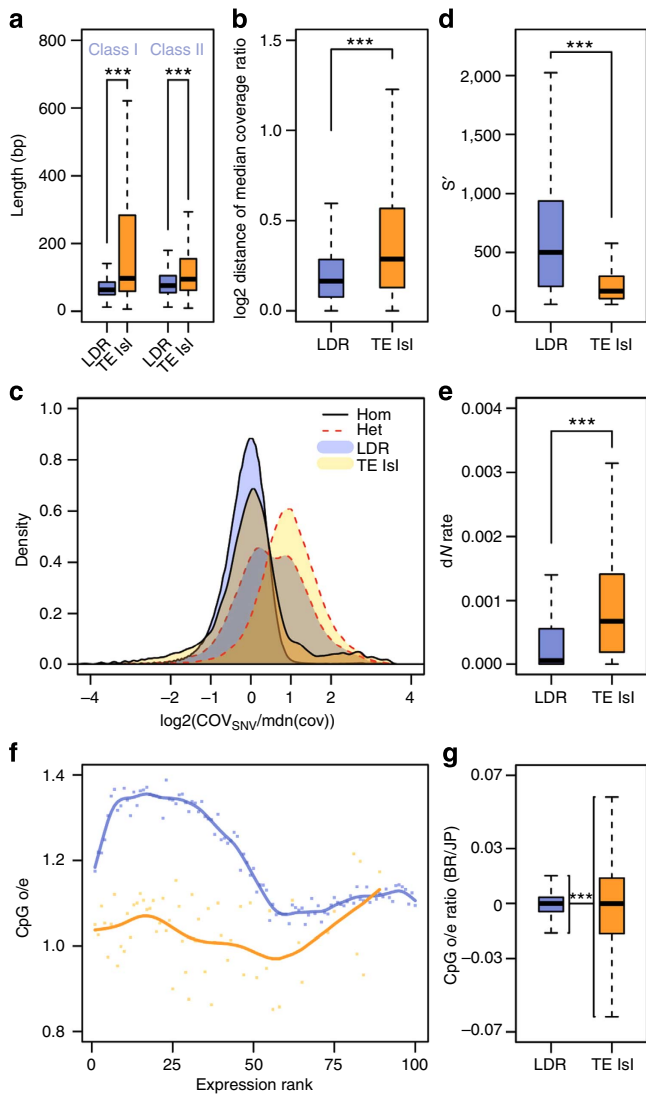 a
Class I
Class II
***
***
Length (bp)
800
600
400
200
0
LDR
TE Isl
LDR
TE Isl
b
***
log2 distance of median coverage ratio
1.5
1.0
0.5
0.0
LDR
TE Isl
d
***
S′
2,000
1,500
1,000
500
0
LDR
TE Isl
c
Hom
Het
LDR
TE Isl
Density
1.0
0.8
0.6
0.4
0.2
0.0
−4
−2
−1
0
1
2
4
log2(COVSNV/mdn(cov))
e
***
dN rate
0.004
0.003
0.002
0.001
0.000
LDR
TE Isl
f
CpG o/e
1.4
1.2
1.0
0.8
0
25
50
75
100
Expression rank
g
***
CpG o/e ratio (BR/JP)
0.07
0.03
0
−0.03
−0.07
LDR
TE Isl